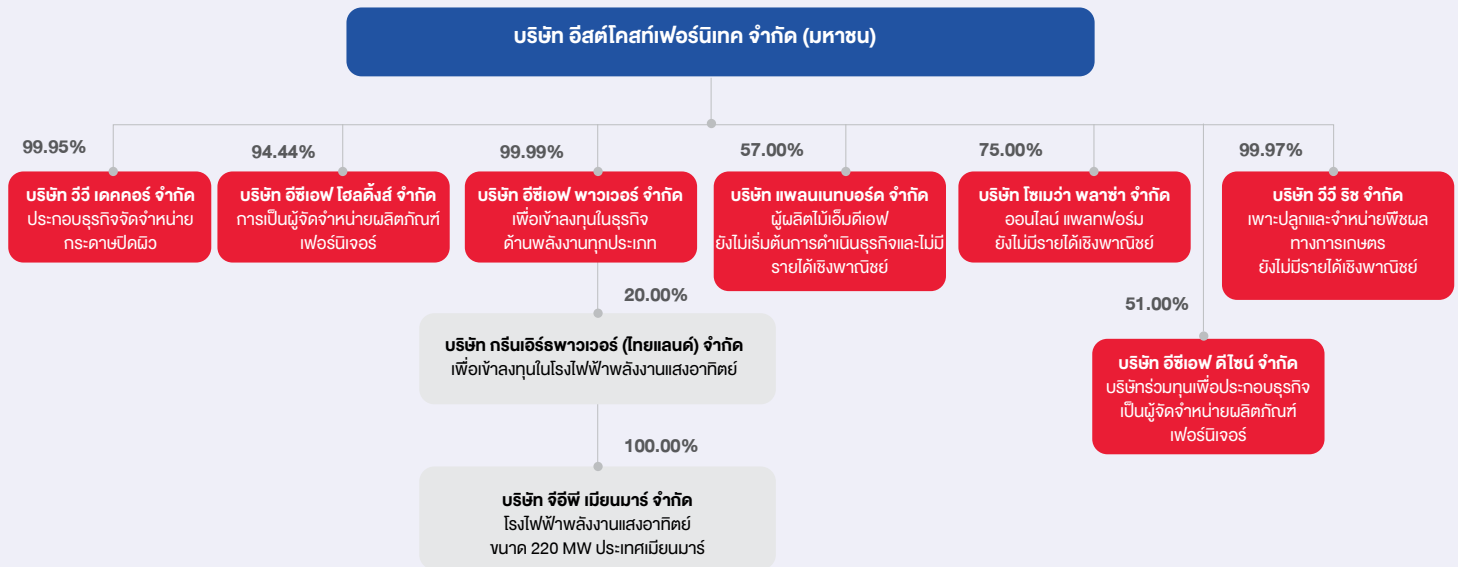 บริษัท อีสต์โคสท์เฟอร์นิเทค จำกัด (มหาชน)
99.95%
บริษัท วีวี เดคคอร์ จำกัด
ประกอบธุรกิจจัดจำหน่าย
กระดาษปิดผิว
94.44%
บริษัท อีซีเอฟ โฮลดิ้งส์ จำกัด
การเป็นผู้จัดจำหน่ายผลิตภัณฑ์
เฟอร์นิเจอร์
99.99%
บริษัท อีซีเอฟ พาวเวอร์ จำกัด
เพื่อเข้าลงทุนในธุรกิจ
ด้านพลังงานทุกประเภท
57.00%
บริษัท แพลนเนทบอร์ด จำกัด
ผู้ผลิตไม้เอ็มดีเอฟ
ยังไม่เริ่มต้นการดำเนินธุรกิจและไม่มี
รายได้เชิงพาณิชย์
75.00%
บริษัท โซเมว่า พลาซ่า จำกัด
ออนไลน์ แพลทฟอร์ม
ยังไม่มีรายได้เชิงพาณิชย์
99.97%
บริษัท วีวี ริช จำกัด
เพาะปลูกและจำหน่ายพืชผล
ทางการเกษตร
ยังไม่มีรายได้เชิงพาณิชย์
20.00%
บริษัท กรีนเอิร์ธพาวเวอร์ (ไทยแลนด์) จำกัด
เพื่อเข้าลงทุนในโรงไฟฟ้าพลังงานแสงอาทิตย์
51.00%
บริษัท อีซีเอฟ ดีไซน์ จำกัด
บริษัทร่วมทุนเพื่อประกอบธุรกิจ
เป็นผู้จัดจำหน่ายผลิตภัณฑ์
เฟอร์นิเจอร์
100.00%
บริษัท จีอีพี เมียนมาร์ จำกัด
โรงไฟฟ้าพลังงานแสงอาทิตย์
ขนาด 220 MW ประเทศเมียนมาร์